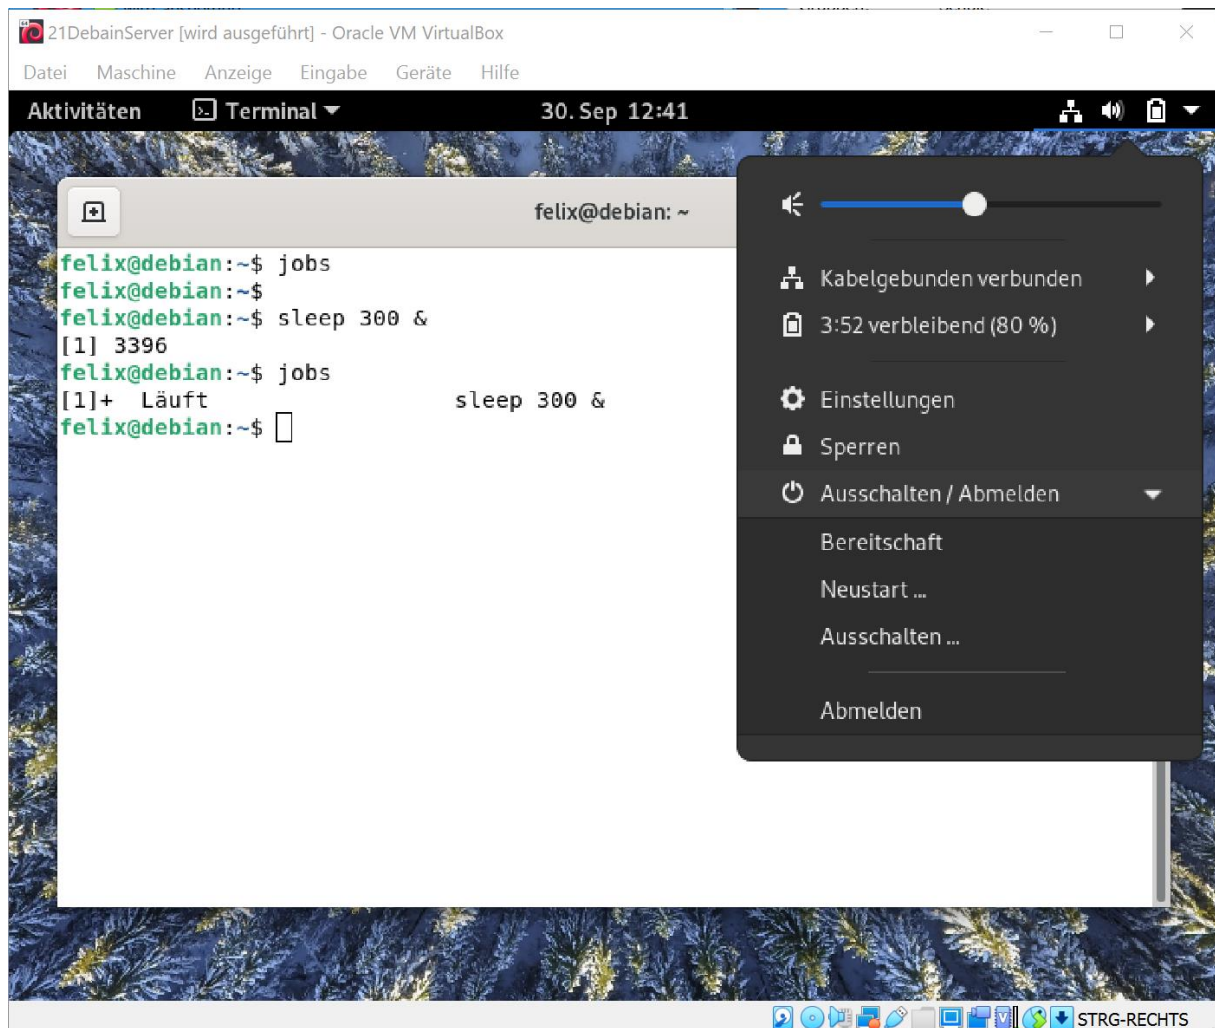 21DebainServer [wird ausgeführt] - Oracle VM VirtualBox
Datei Maschine Anzeige Eingabe Geräte Hilfe
Aktivitäten Terminal 30. Sep 12:41
felix@debian: ~
felix@debian:~$ jobs
felix@debian:~$
felix@debian:~$ sleep 300 &
[1] 3396
felix@debian:~$ jobs
[1]+ Läuft sleep 300 &
felix@debian:~$
Kabelgebunden verbunden
3:52 verbleibend (80 %)
Einstellungen
Sperren
Ausschalten / Abmelden
Bereitschaft
Neustart ...
Ausschalten ...
Abmelden
STRG-RECHTS